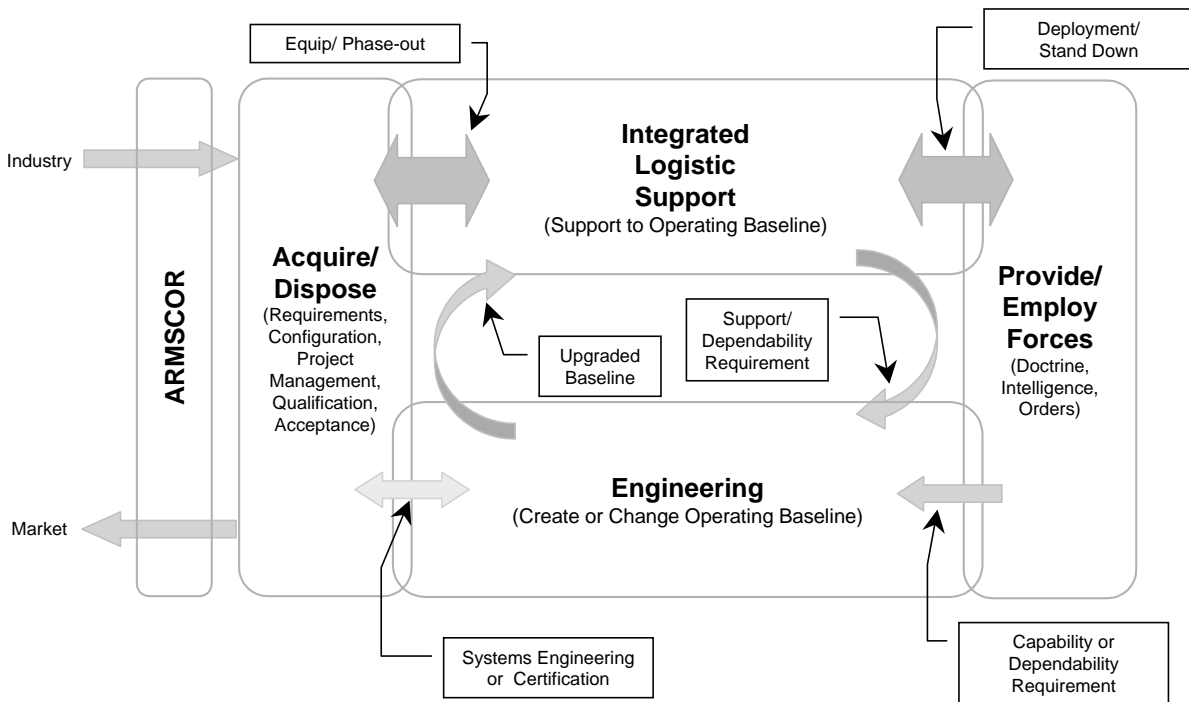 Equip/ Phase-out
Deployment/
Stand Down
Industry
ARMSCOR
Market
Acquire/
Dispose
(Requirements,
Configuration,
Project
Management,
Qualification,
Acceptance)
Integrated
Logistic
Support
(Support to Operating Baseline)
Upgraded
Baseline
Support/
Dependability
Requirement
Provide/
Employ
Forces
(Doctrine,
Intelligence,
Orders)
Engineering
(Create or Change Operating Baseline)
Systems Engineering
or Certification
Capability or
Dependability
Requirement